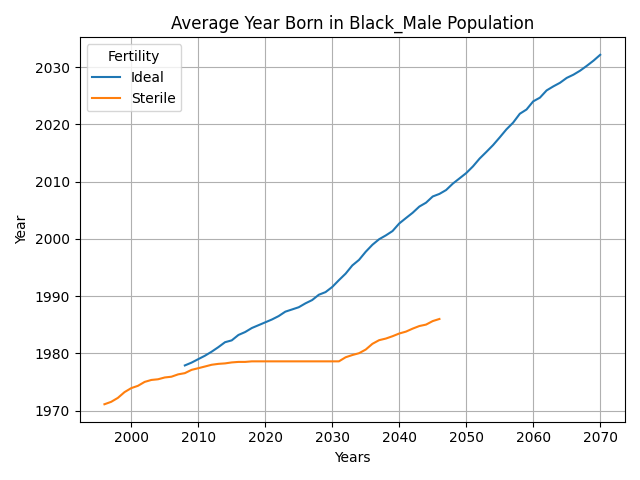 Average Year Born in Black_Male Population
Fertility
Ideal
Sterile
Year
2030
2020
2010
2000
1990
1980
1970
2000 2010 2020 2030 2040 2050 2060 2070
Years